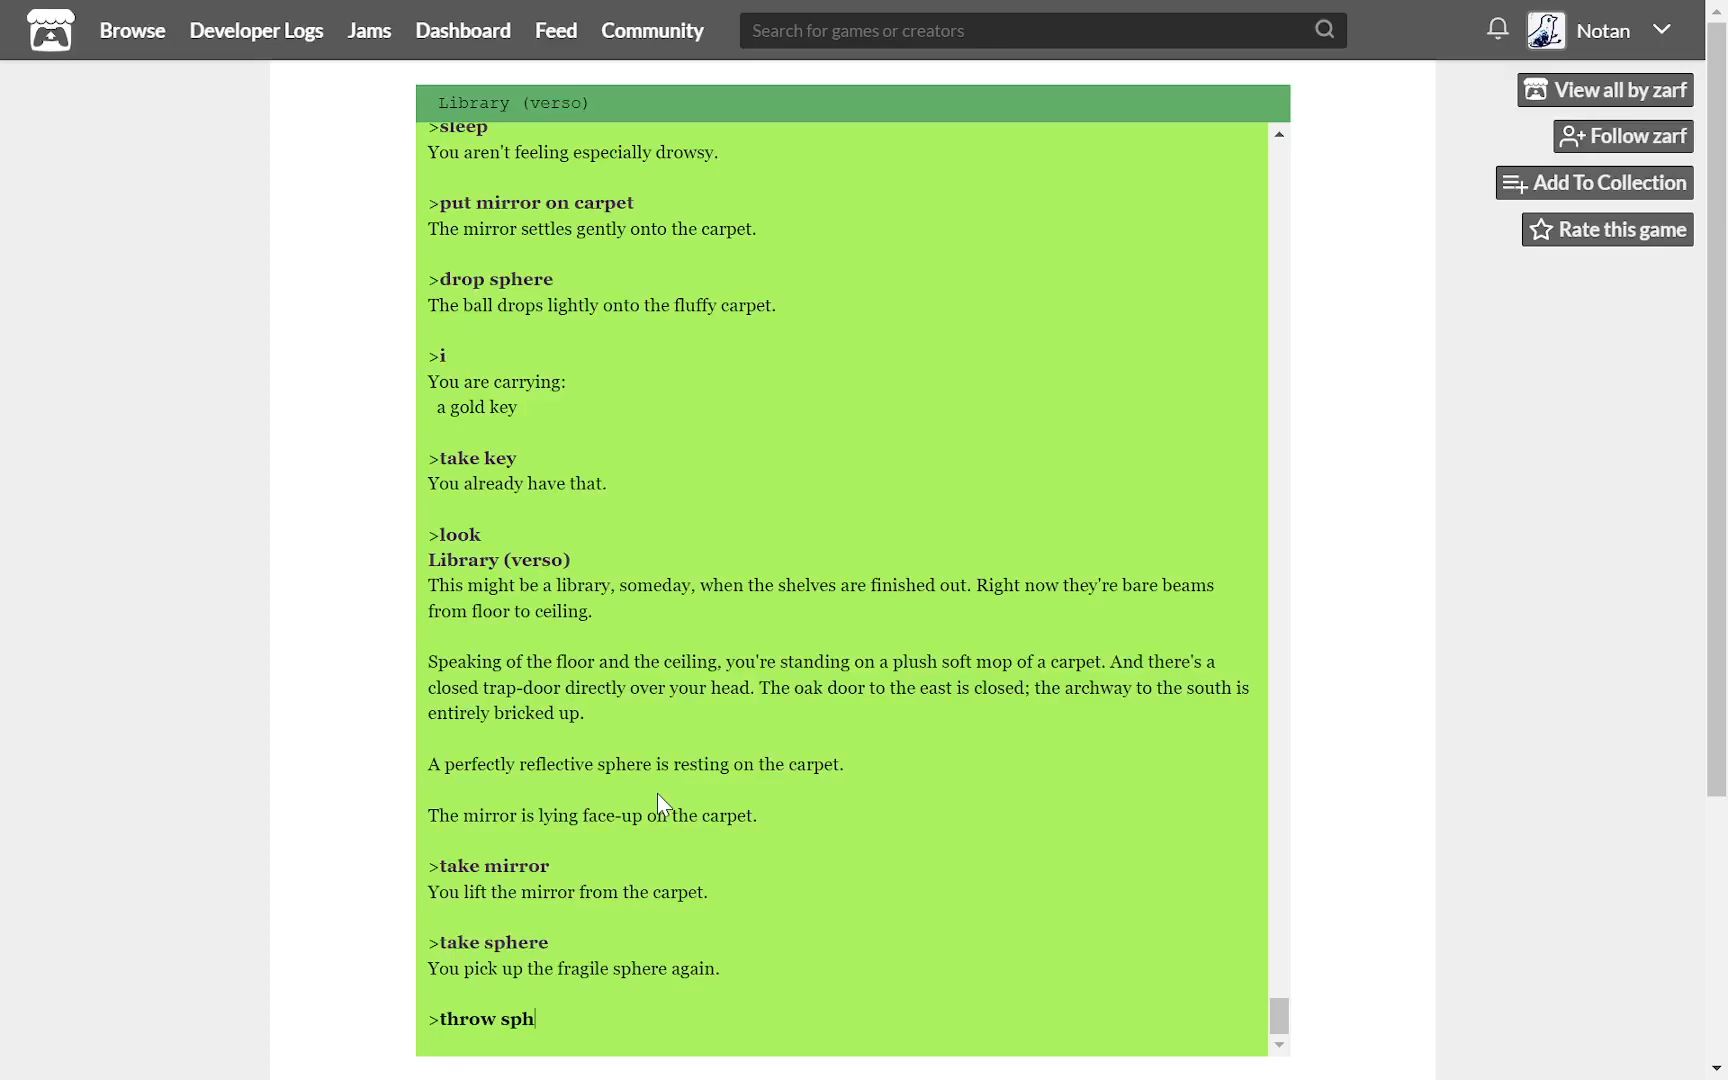 Browse Developer Logs Jams Dashboard Feed Community Search for games or creators Notan
View all by zarf
Follow zarf
Add To Collection
Rate this game
Library (verso)
>sleep
You aren't feeling especially drowsy.
>put mirror on carpet
The mirror settles gently onto the carpet.
>drop sphere
The ball drops lightly onto the fluffy carpet.
>i
You are carrying:
a gold key
>take key
You already have that.
>look
Library (verso)
This might be a library, someday, when the shelves are finished out. Right now they're bare beams
from floor to ceiling.
Speaking of the floor and the ceiling, you're standing on a plush soft mop of a carpet. And there's a
closed trap-door directly over your head. The oak door to the east is closed; the archway to the south is
entirely bricked up.
A perfectly reflective sphere is resting on the carpet.
The mirror is lying face-up on the carpet.
>take mirror
You lift the mirror from the carpet.
>take sphere
You pick up the fragile sphere again.
>throw sph